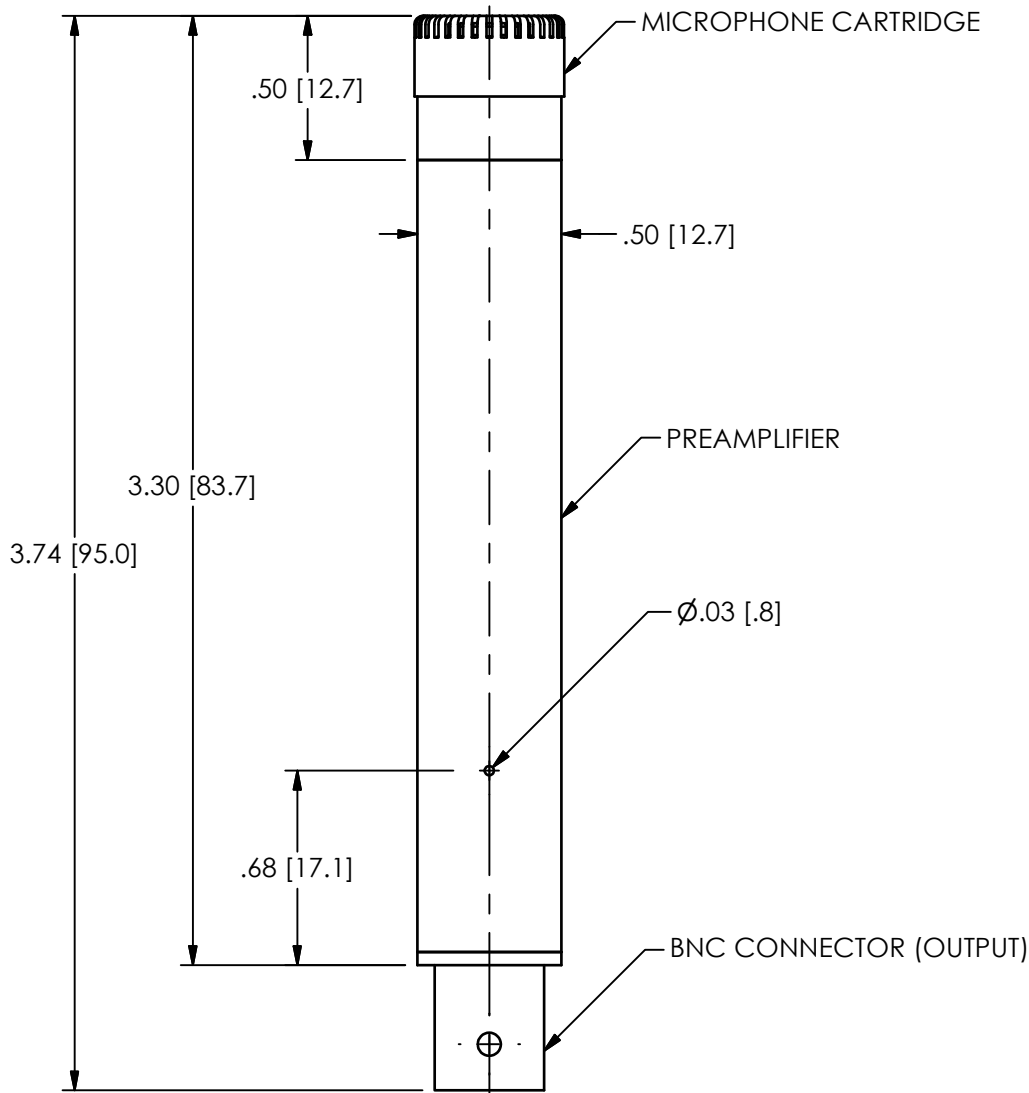 MICROPHONE CARTRIDGE
.50 [12.7]
.50 [12.7]
PREAMPLIFIER
3.30 [83.7]
3.74 [95.0]
Ø.03 [.8]
.68 [17.1]
BNC CONNECTOR (OUTPUT)